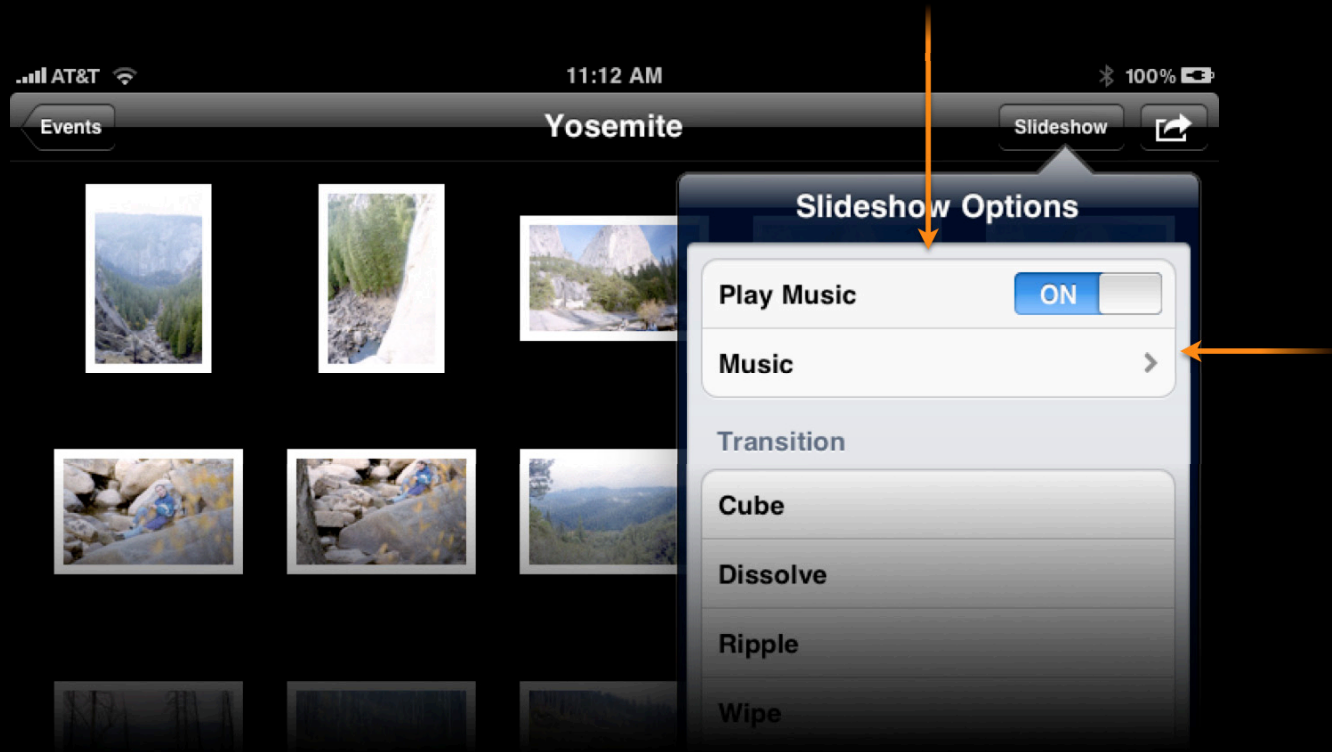 AT&T 11:12 AM 100%
Events Yosemite Slideshow
Slideshow Options
Play Music ON
Music
Transition
Cube
Dissolve
Ripple
Wipe